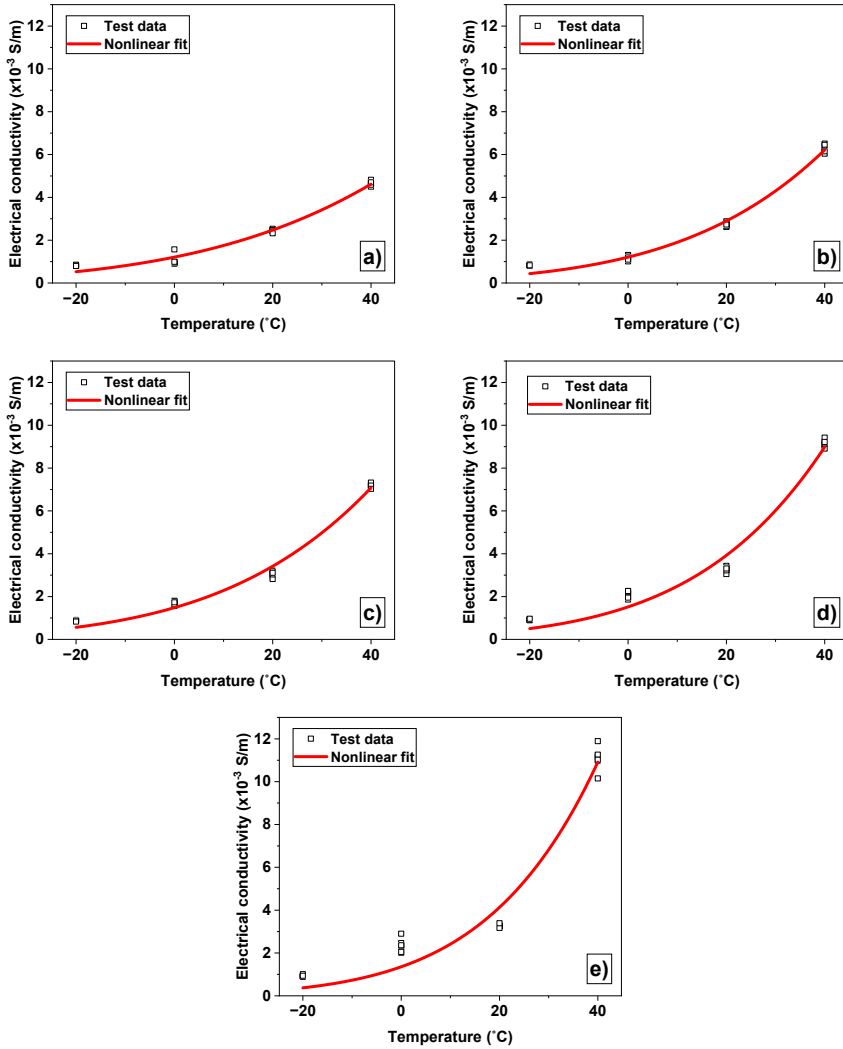 Electrical conductivity (x10⁻³ S/m)
12
10
8
6
4
2
0
Test data
Nonlinear fit
a)
−20 0 20 40
Temperature (˚C)
Electrical conductivity (x10⁻³ S/m)
12
10
8
6
4
2
0
Test data
Nonlinear fit
b)
−20 0 20 40
Temperature (˚C)
Electrical conductivity (x10⁻³ S/m)
12
10
8
6
4
2
0
Test data
Nonlinear fit
c)
−20 0 20 40
Temperature (˚C)
Electrical conductivity (x10⁻³ S/m)
12
10
8
6
4
2
0
Test data
Nonlinear fit
d)
−20 0 20 40
Temperature (˚C)
Electrical conductivity (x10⁻³ S/m)
12
10
8
6
4
2
0
Test data
Nonlinear fit
e)
−20 0 20 40
Temperature (˚C)